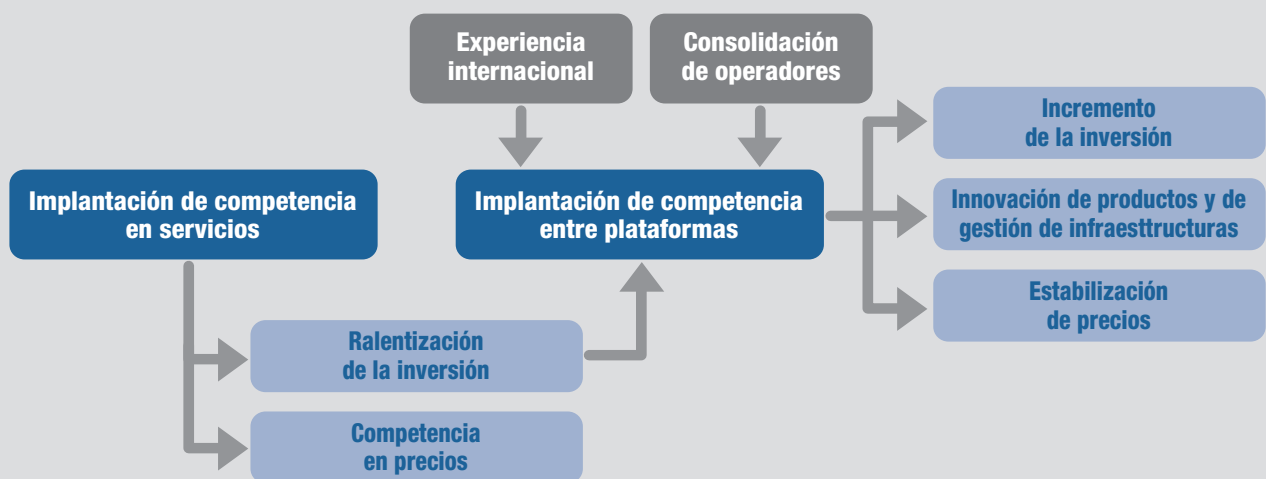 Experiencia
internacional
Consolidación
de operadores
Incremento
de la inversión
Implantación de competencia
en servicios
Implantación de competencia
entre plataformas
Innovación de productos y de
gestión de infraesttructuras
Estabilización
de precios
Ralentización
de la inversión
Competencia
en precios